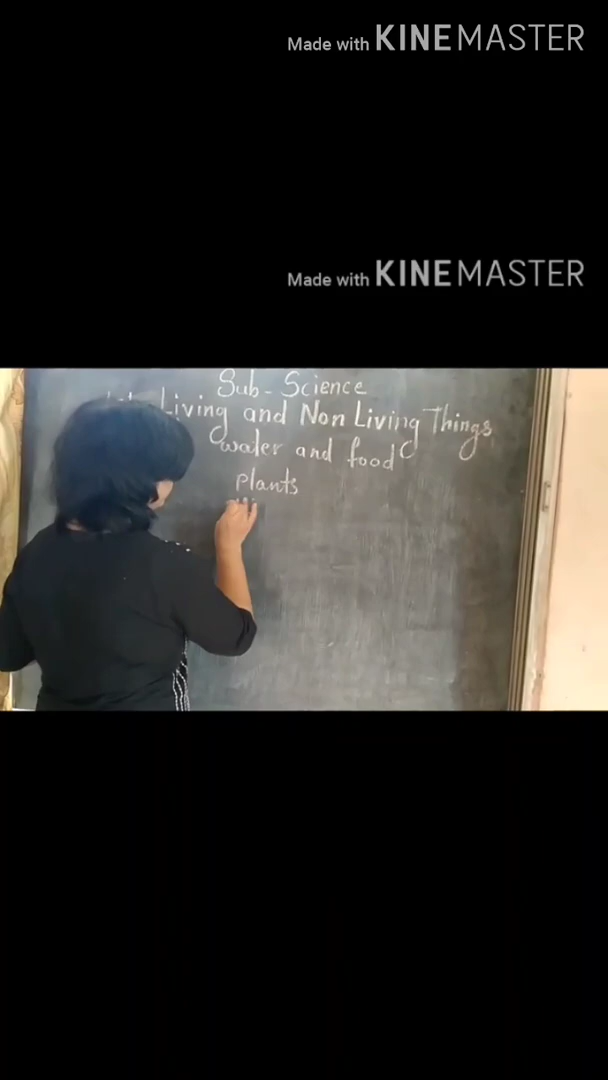 Made with KINEMASTER
Made with KINEMASTER
Sub - Science
Living and Non Living Things
water and food
plants